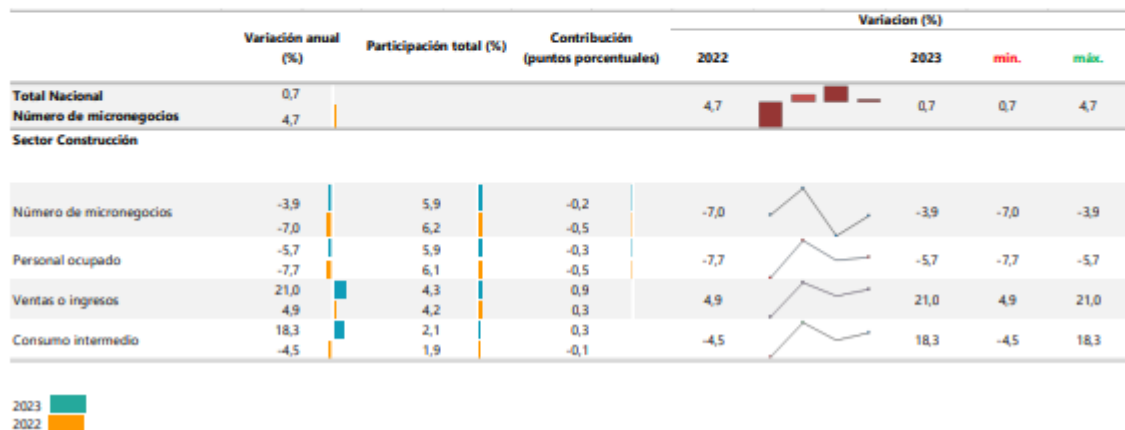 Variacion (%)
Variación anual (%) Participación total (%) Contribución (puntos porcentuales) 2022 2023 min. máx.
Total Nacional 0,7
Número de micronegocios 4,7 4,7 0,7 0,7 4,7
Sector Construcción
Número de micronegocios -3,9 5,9 -0,2 -7,0 -3,9 -7,0 -3,9
-7,0 6,2 -0,5
Personal ocupado -5,7 5,9 -0,3 -7,7 -5,7 -7,7 -5,7
-7,7 6,1 -0,5
Ventas o ingresos 21,0 4,3 0,9 4,9 21,0 4,9 21,0
4,9 4,2 0,3
Consumo intermedio 18,3 2,1 0,3 -4,5 18,3 -4,5 18,3
-4,5 1,9 -0,1
2023
2022